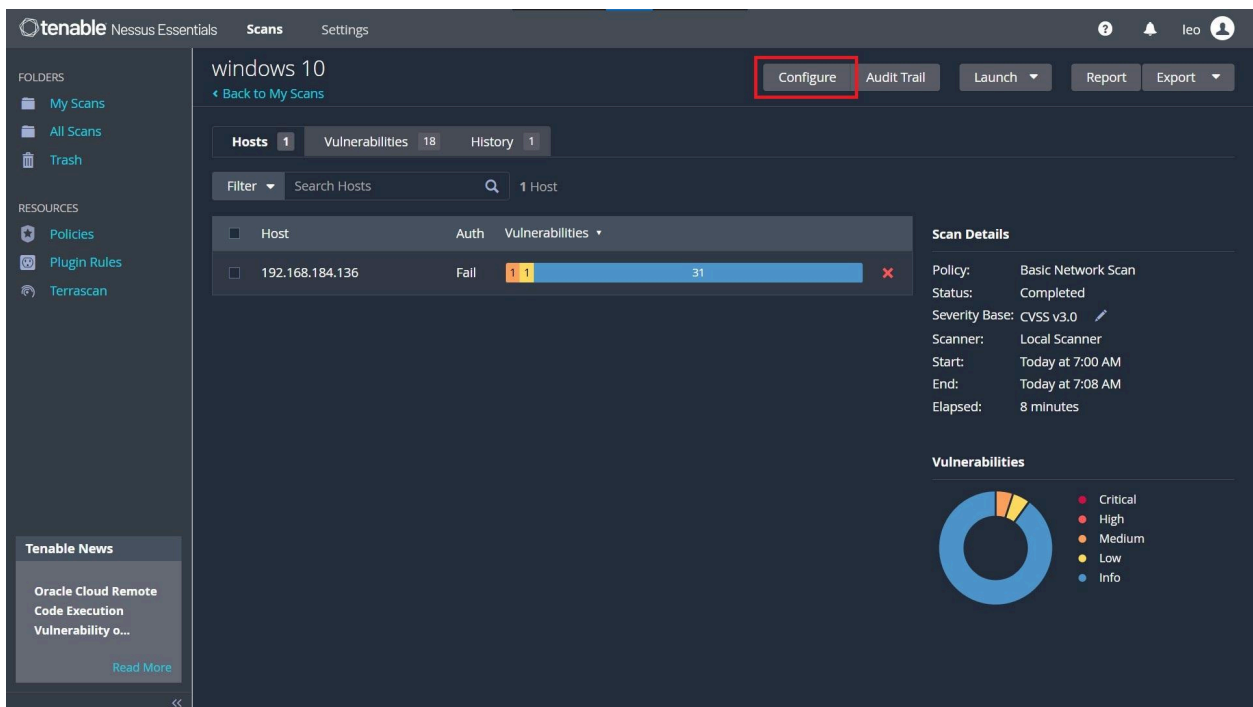 tenable Nessus Essentials Scans Settings leo
FOLDERS
My Scans
All Scans
Trash
RESOURCES
Policies
Plugin Rules
Terrascan
Tenable News
Oracle Cloud Remote
Code Execution
Vulnerability o...
Read More
windows 10
Back to My Scans
Configure Audit Trail Launch Report Export
Hosts 1 Vulnerabilities 18 History 1
Filter Search Hosts 1 Host
Host Auth Vulnerabilities
192.168.184.136 Fail 1 1 31
Scan Details
Policy: Basic Network Scan
Status: Completed
Severity Base: CVSS v3.0
Scanner: Local Scanner
Start: Today at 7:00 AM
End: Today at 7:08 AM
Elapsed: 8 minutes
Vulnerabilities
Critical
High
Medium
Low
Info